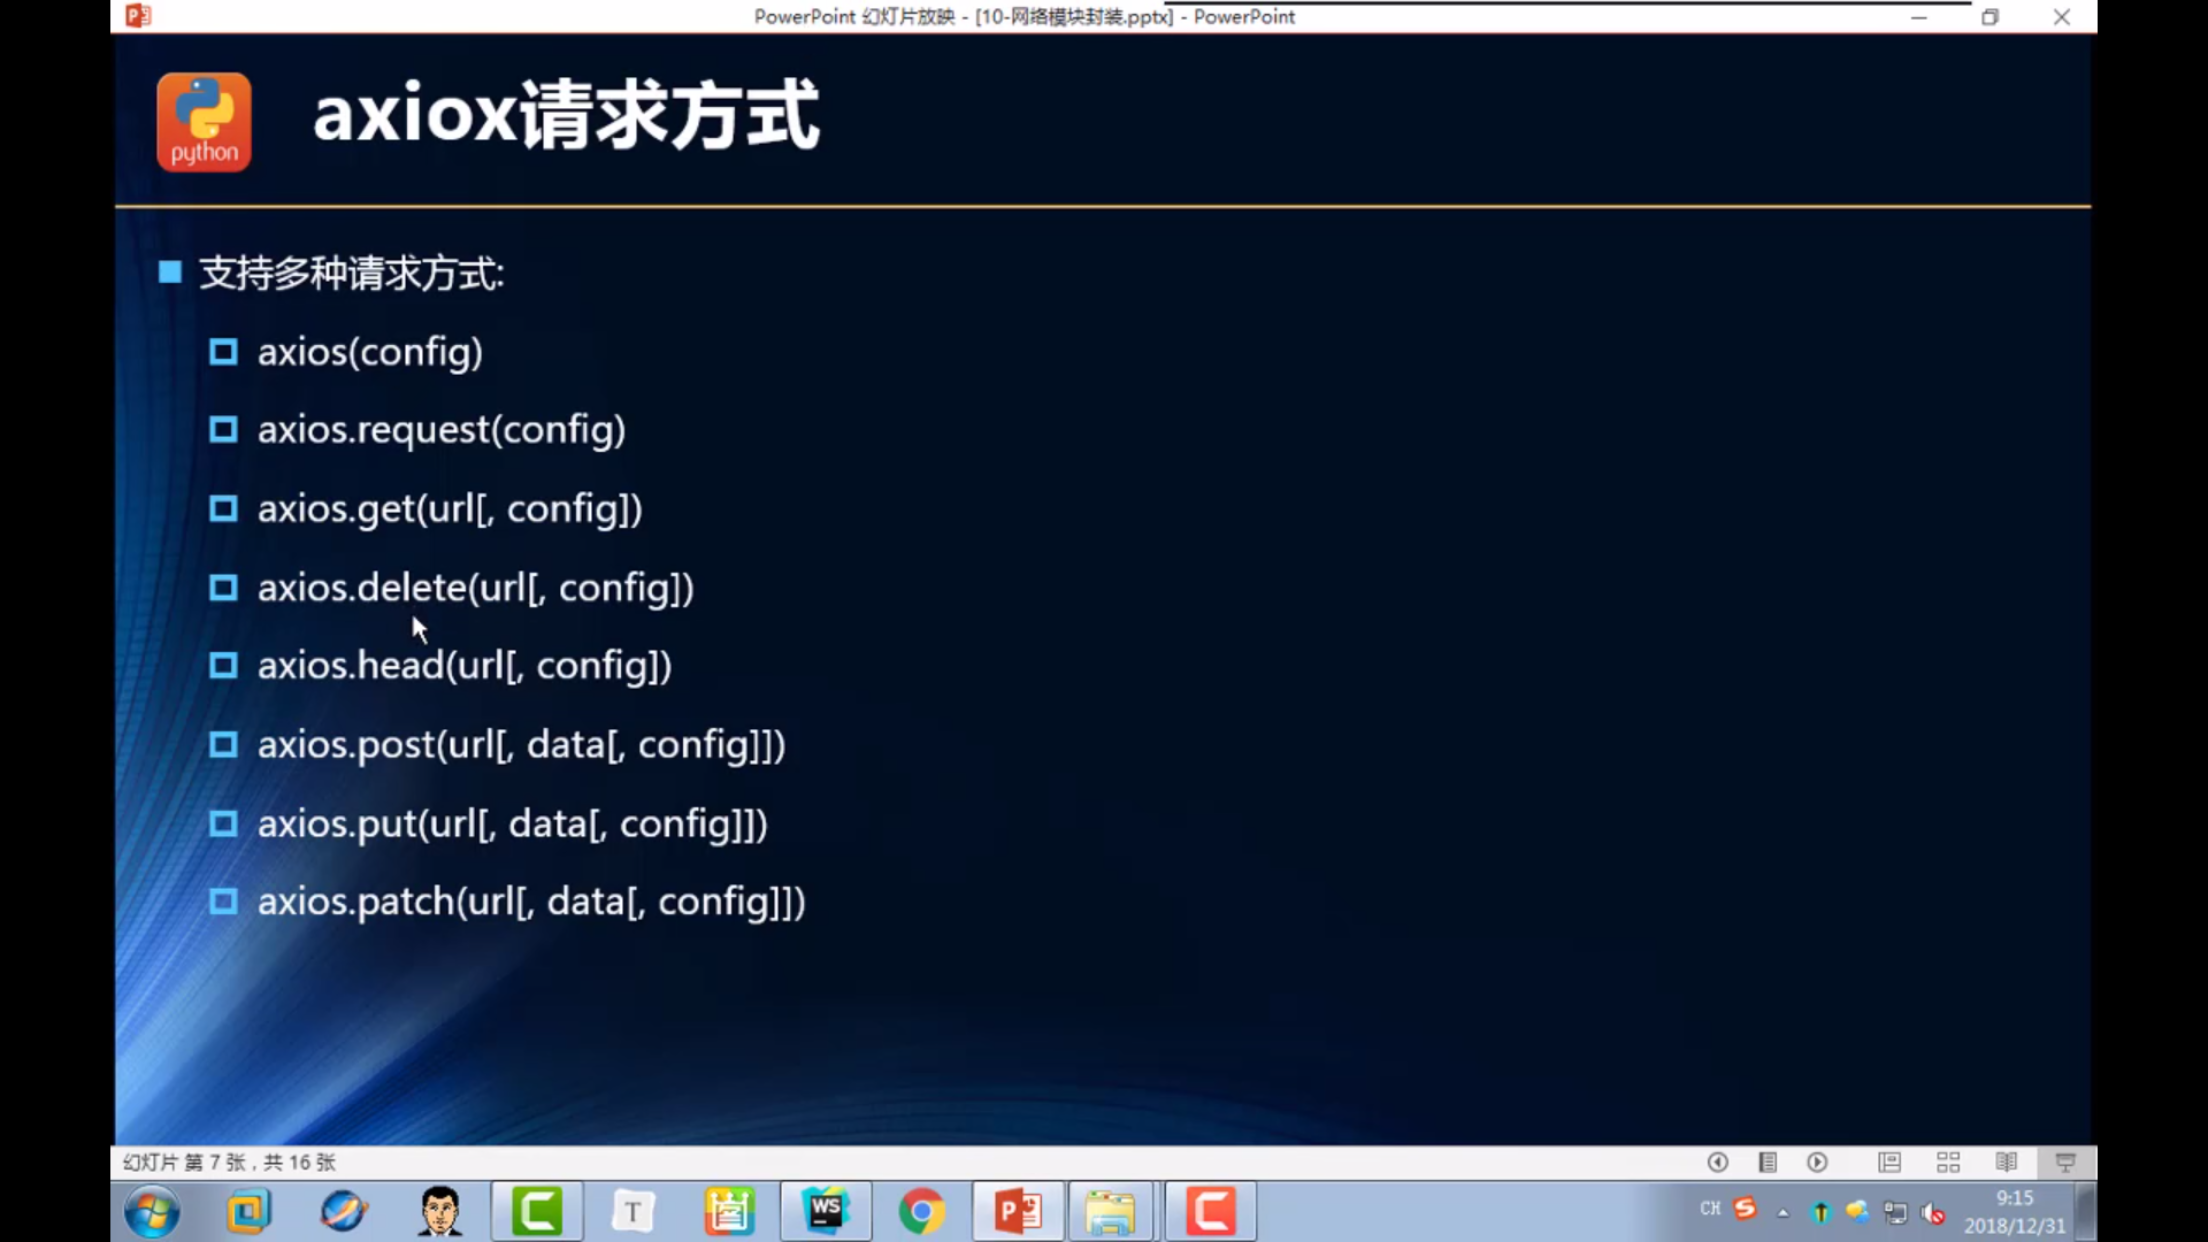 PowerPoint 幻灯片放映 - [10-网络模块封装.pptx] - PowerPoint
python
axiox请求方式
支持多种请求方式:
axios(config)
axios.request(config)
axios.get(url[, config])
axios.delete(url[, config])
axios.head(url[, config])
axios.post(url[, data[, config]])
axios.put(url[, data[, config]])
axios.patch(url[, data[, config]])
幻灯片 第 7 张，共 16 张
T
WS
CH
9:15
2018/12/31